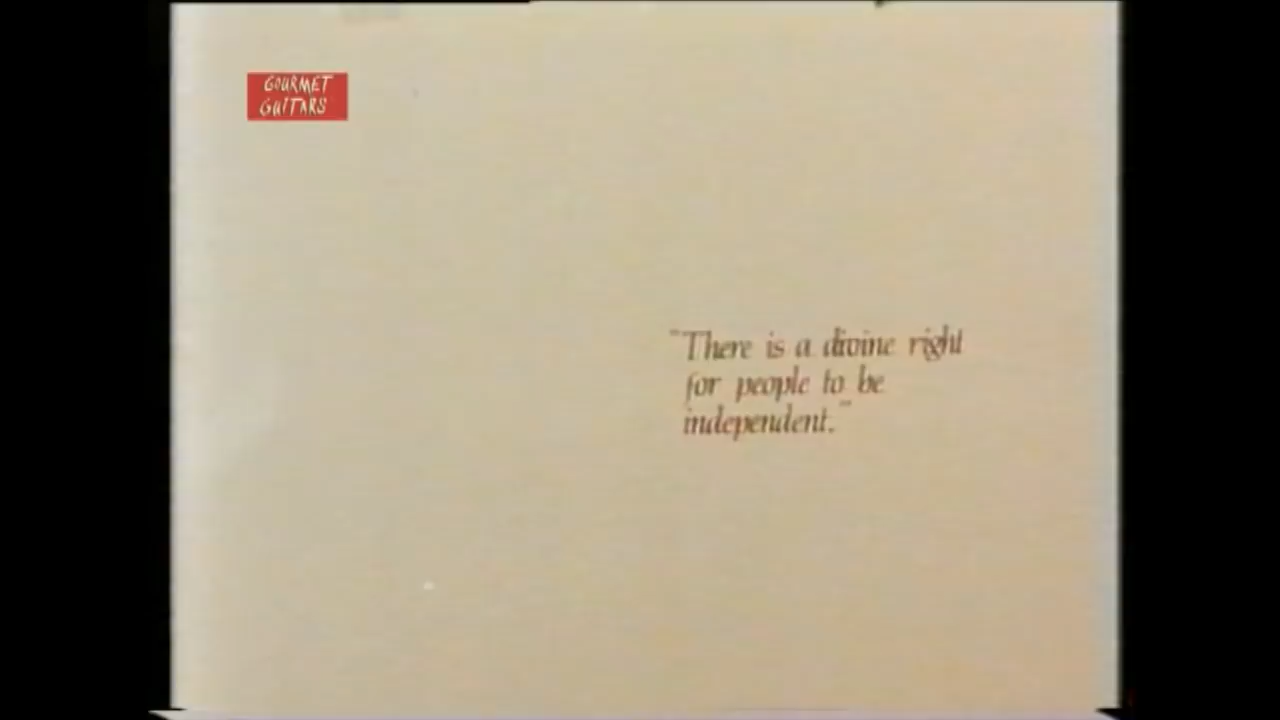 GOURMET
GUITARS
"There is a divine right
for people to be
independent."